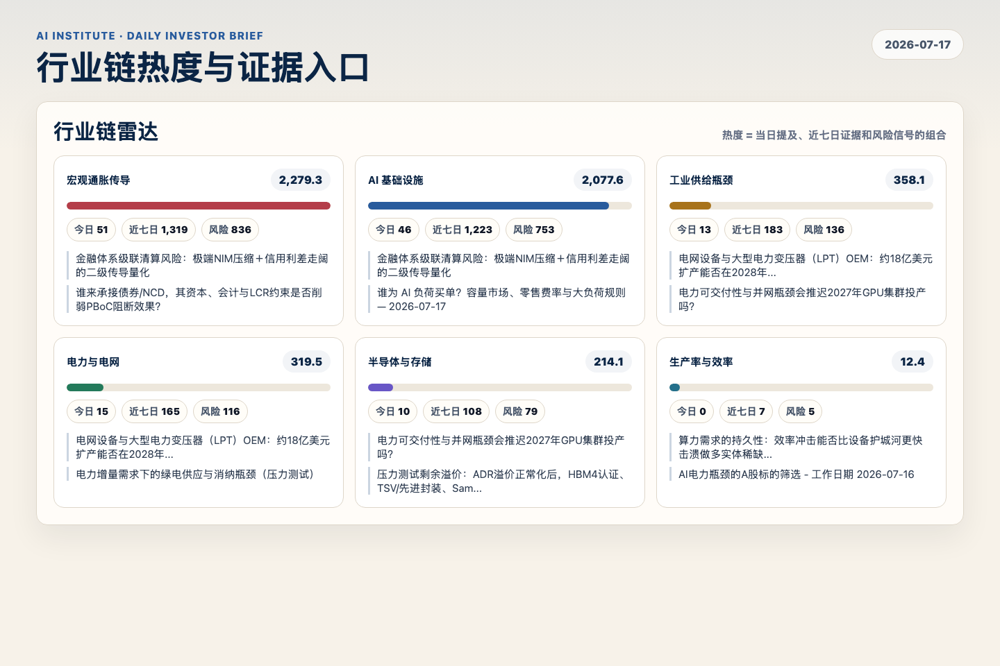 AI INSTITUTE · DAILY INVESTOR BRIEF
行业链热度与证据入口
2026-07-17
行业链雷达
热度 = 当日提及、近七日证据和风险信号的组合
宏观通胀传导
2,279.3
今日 51
近七日 1,319
风险 836
金融体系级联清算风险：极端NIM压缩＋信用利差走阔
的二级传导量化
谁来承接债券/NCD，其资本、会计与LCR约束是否削
弱PBoC阻断效果？
AI 基础设施
2,077.6
今日 46
近七日 1,223
风险 753
金融体系级联清算风险：极端NIM压缩＋信用利差走阔
的二级传导量化
谁为 AI 负荷买单？容量市场、零售费率与大负荷规则
— 2026-07-17
工业供给瓶颈
358.1
今日 13
近七日 183
风险 136
电网设备与大型电力变压器（LPT）OEM：约18亿美元
扩产能否在2028年...
电力可交付性与并网瓶颈会推迟2027年GPU集群投产
吗？
电力与电网
319.5
今日 15
近七日 165
风险 116
电网设备与大型电力变压器（LPT）OEM：约18亿美元
扩产能否在2028年...
电力增量需求下的绿电供应与消纳瓶颈（压力测试）
半导体与存储
214.1
今日 10
近七日 108
风险 79
电力可交付性与并网瓶颈会推迟2027年GPU集群投产
吗？
压力测试剩余溢价：ADR溢价正常化后，HBM4认证、
TSV/先进封装、Sam...
生产率与效率
12.4
今日 0
近七日 7
风险 5
算力需求的持久性：效率冲击能否比设备护城河更快
击溃做多实体稀缺...
AI电力瓶颈的A股标的筛选 - 工作日期 2026-07-16